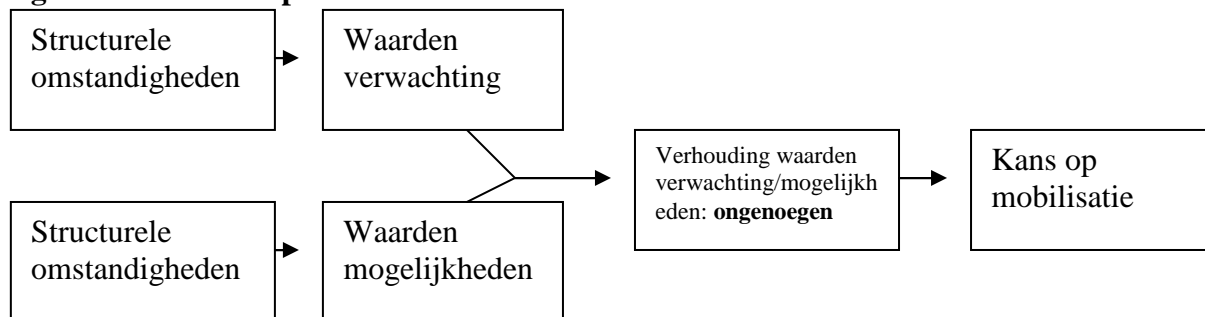 Structurele
omstandigheden
Waarden
verwachting
Structurele
omstandigheden
Waarden
mogelijkheden
Verhouding waarden
verwachting/mogelijkh
eden: ongenoegen
Kans op
mobilisatie